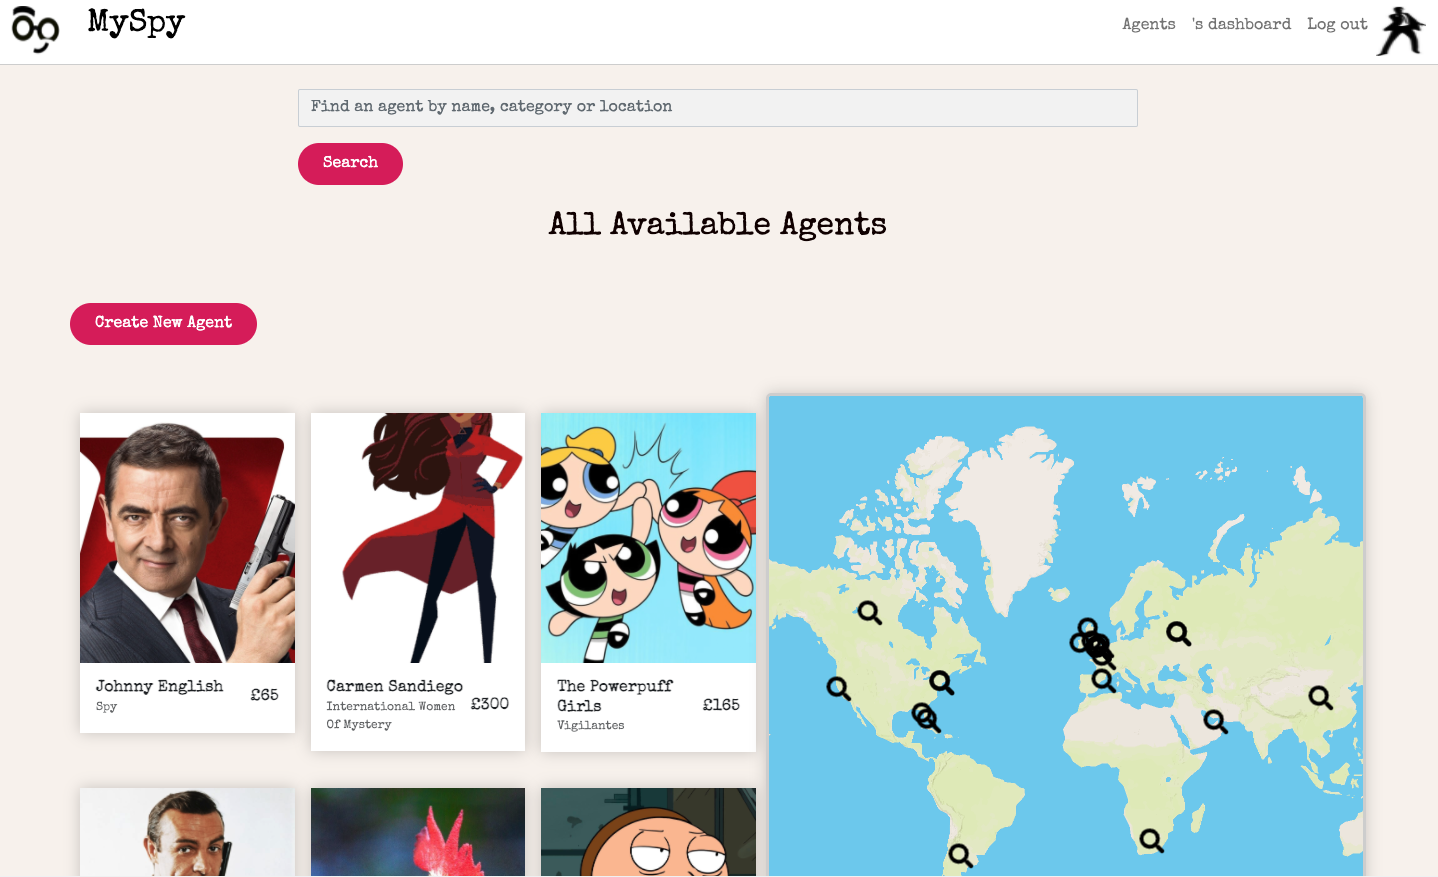 MySpy
Agents 's dashboard Log out
Find an agent by name, category or location
Search
All Available Agents
Create New Agent
Johnny English
Spy
£65
Carmen Sandiego
International Women
Of Mystery
£300
The Powerpuff
Girls
Vigilantes
£165